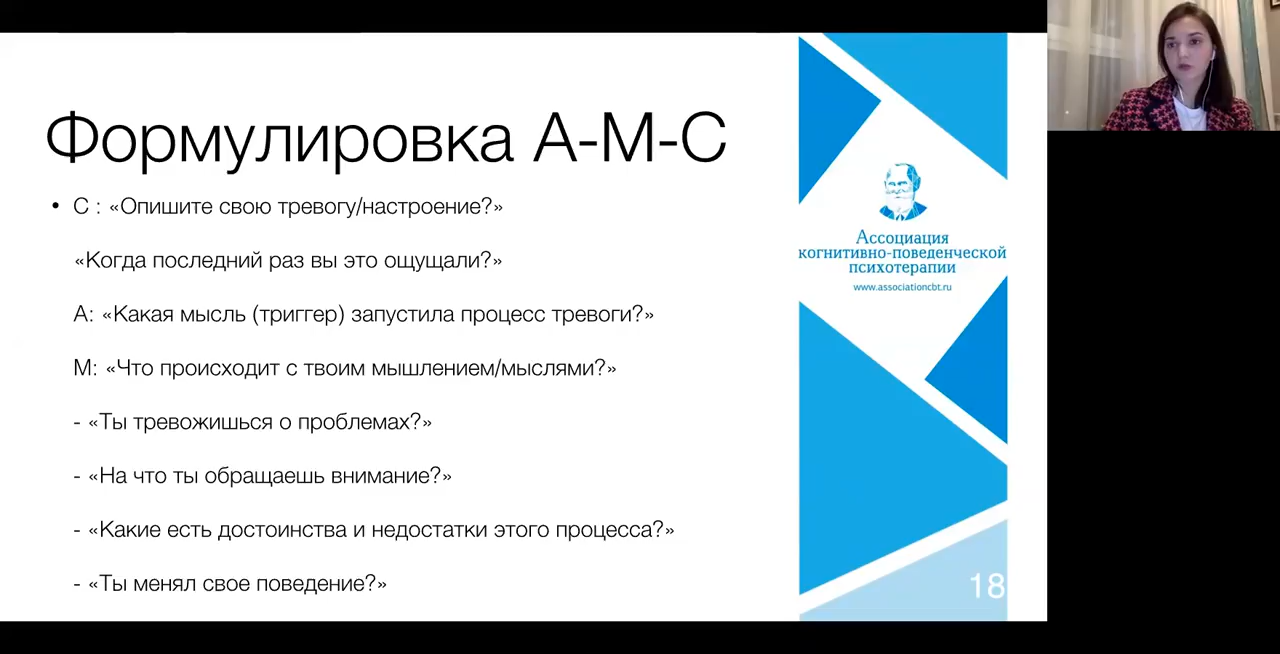 Формулировка А-М-С
• С : «Опишите свою тревогу/настроение?»
«Когда последний раз вы это ощущали?»
А: «Какая мысль (триггер) запустила процесс тревоги?»
М: «Что происходит с твоим мышлением/мыслями?»
- «Ты тревожишься о проблемах?»
- «На что ты обращаешь внимание?»
- «Какие есть достоинства и недостатки этого процесса?»
- «Ты менял свое поведение?»
Ассоциация
когнитивно-поведенческой
психотерапии
www.associationcbt.ru
18